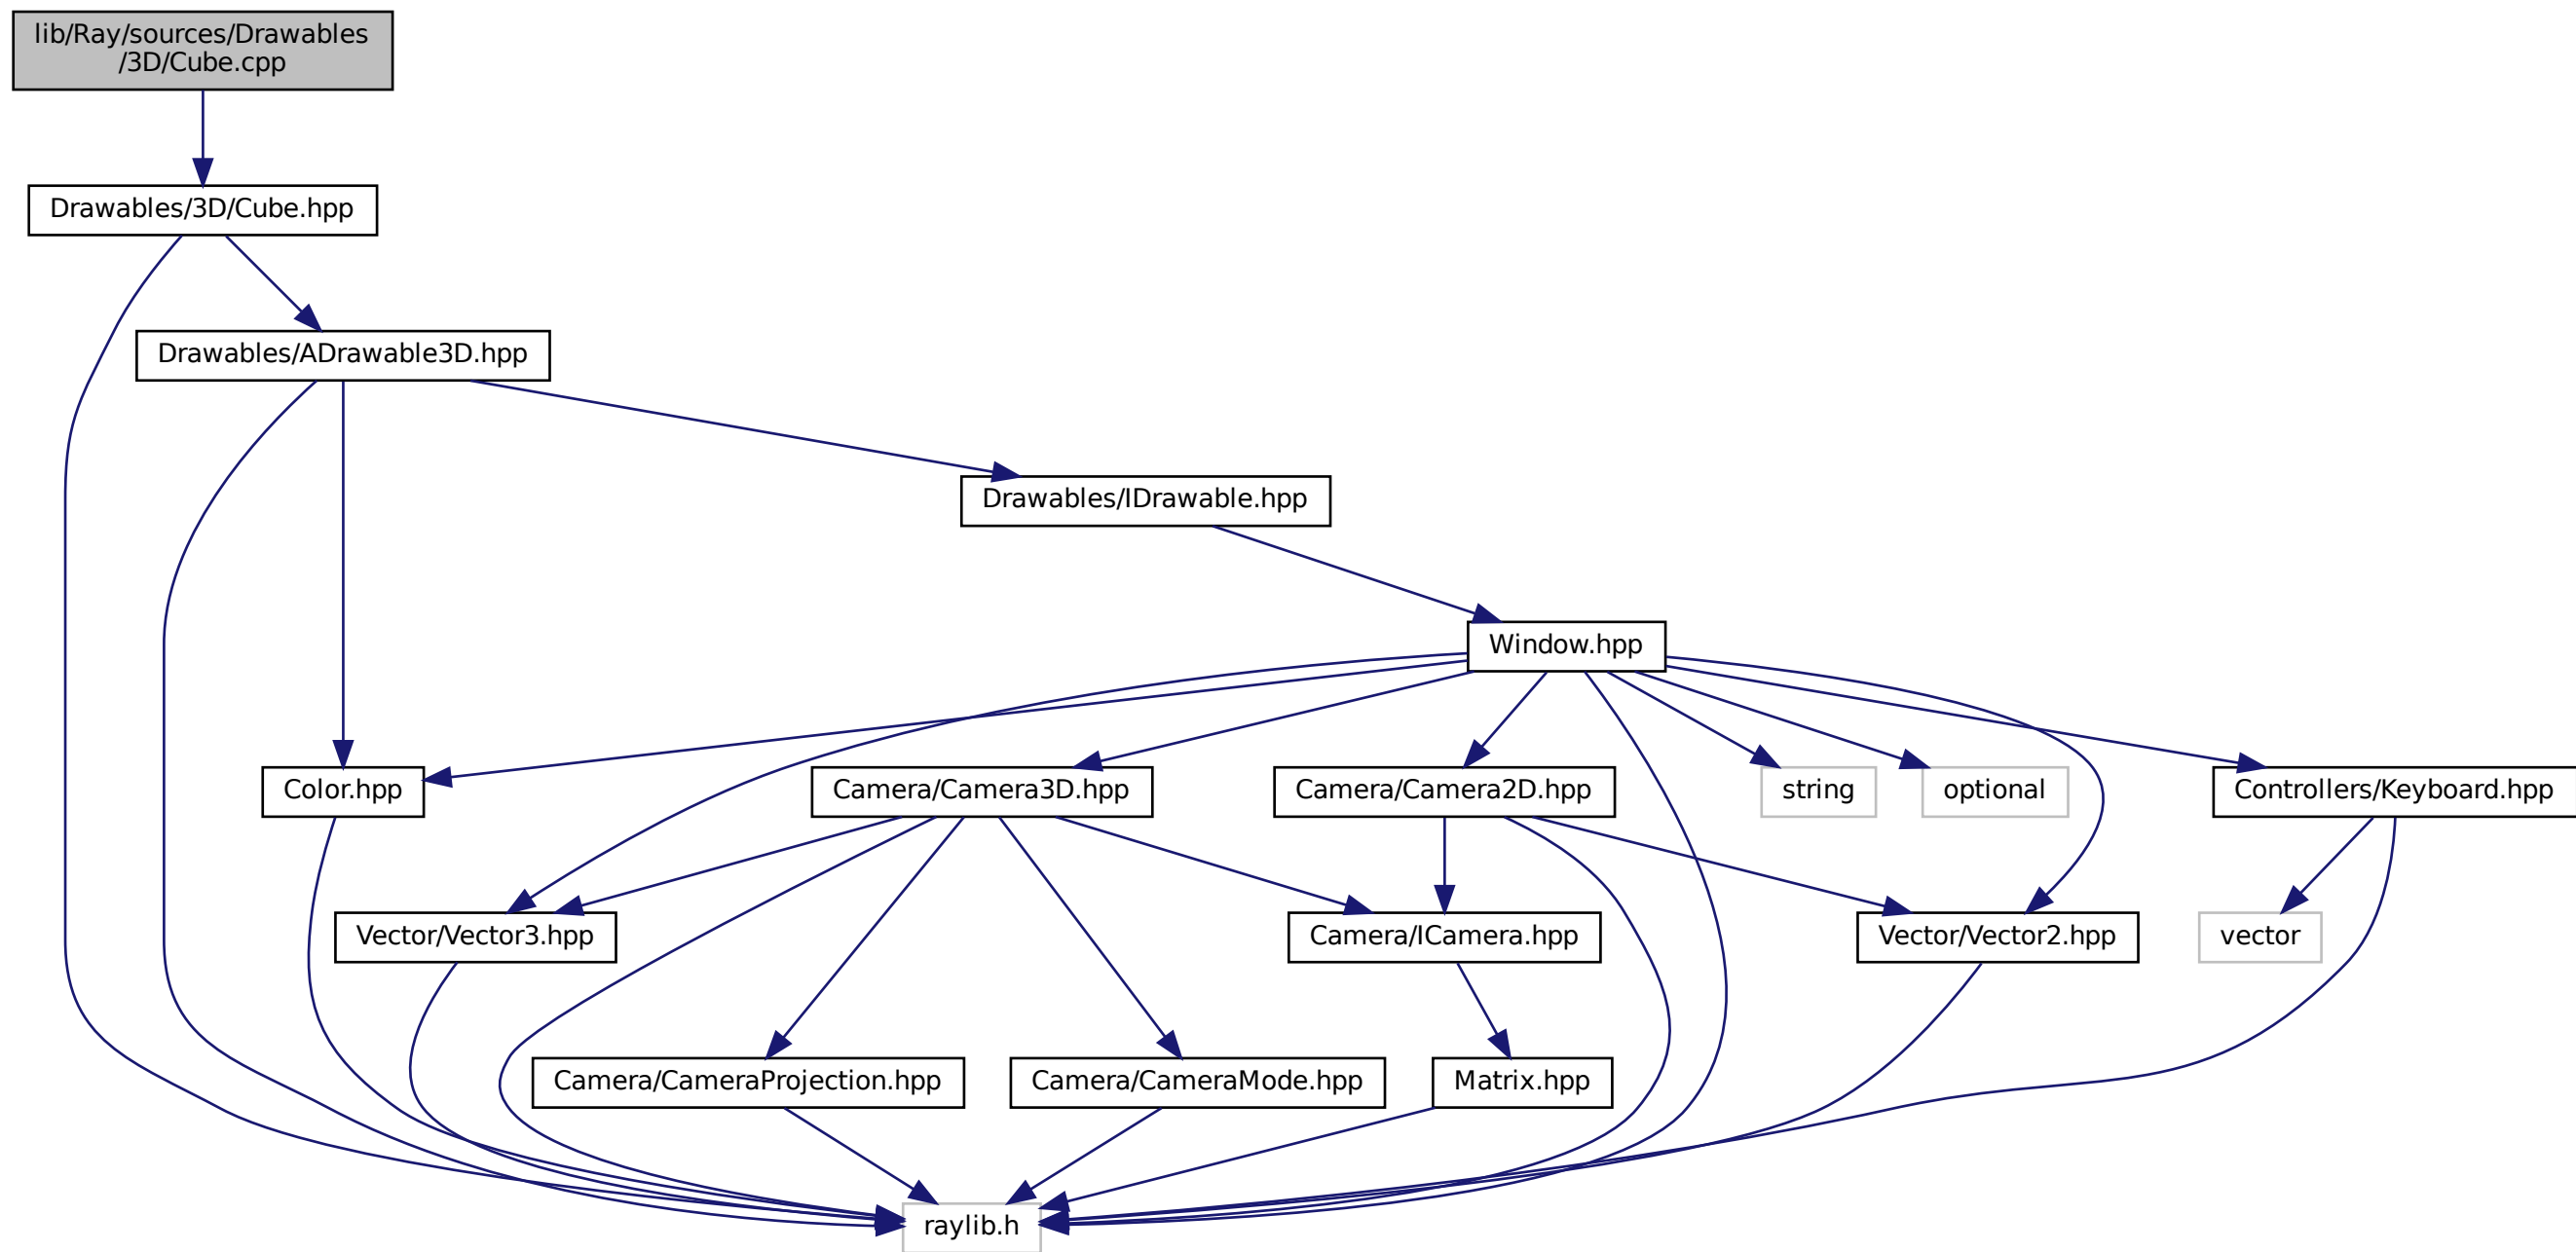 lib/Ray/sources/Drawables
/3D/Cube.cpp
Drawables/3D/Cube.hpp
Drawables/ADrawable3D.hpp
Drawables/IDrawable.hpp
Window.hpp
Color.hpp
Camera/Camera3D.hpp
Camera/Camera2D.hpp
string
optional
Controllers/Keyboard.hpp
Vector/Vector3.hpp
Camera/ICamera.hpp
Vector/Vector2.hpp
vector
Camera/CameraProjection.hpp
Camera/CameraMode.hpp
Matrix.hpp
raylib.h